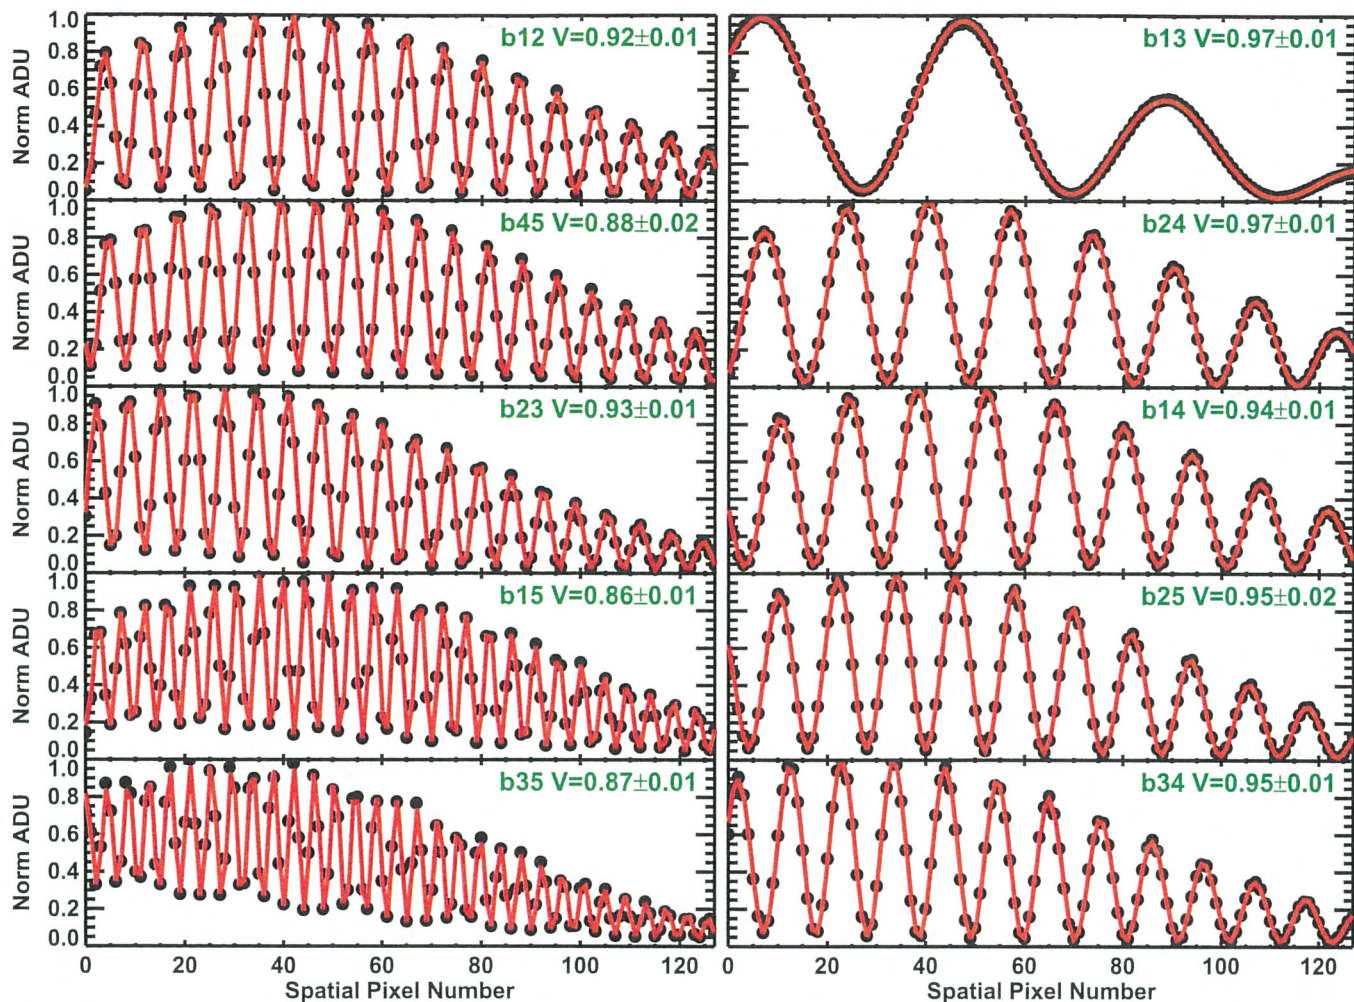 b12 V=0.92±0.01
b13 V=0.97±0.01
1.0
0.8
0.6
0.4
0.2
0.0
Norm ADU
b45 V=0.88±0.02
b24 V=0.97±0.01
1.0
0.8
0.6
0.4
0.2
0.0
Norm ADU
b23 V=0.93±0.01
b14 V=0.94±0.01
1.0
0.8
0.6
0.4
0.2
0.0
Norm ADU
b15 V=0.86±0.01
b25 V=0.95±0.02
1.0
0.8
0.6
0.4
0.2
0.0
Norm ADU
b35 V=0.87±0.01
b34 V=0.95±0.01
1.0
0.8
0.6
0.4
0.2
0.0
Norm ADU
0 20 40 60 80 100 120
0 20 40 60 80 100 120
Spatial Pixel Number
Spatial Pixel Number